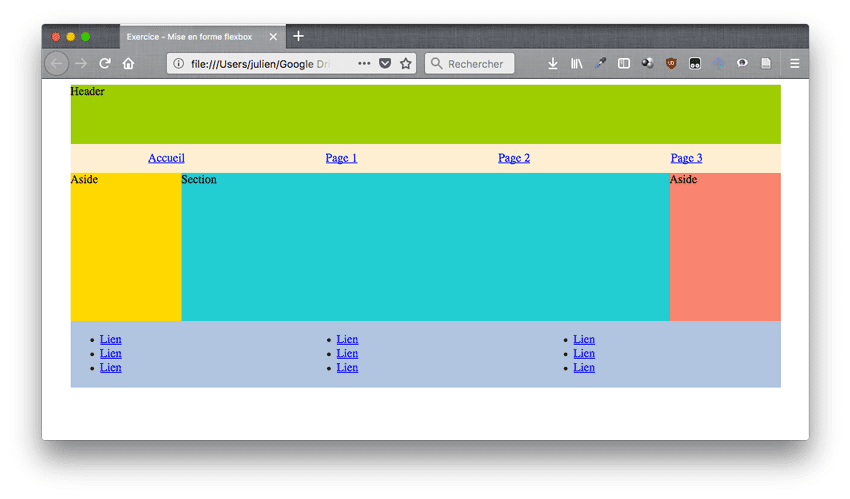 Exercice - Mise en forme flexbox
file:///Users/julien/Google Dri
Rechercher
Header
Accueil Page 1 Page 2 Page 3
Aside Section Aside
Lien Lien Lien
Lien Lien Lien
Lien Lien Lien